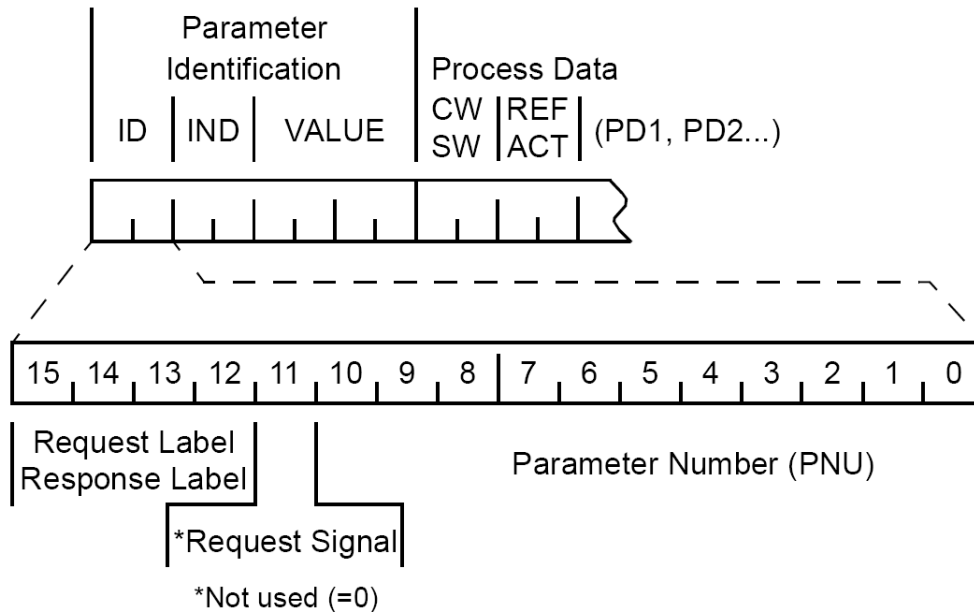 Parameter
Identification
Process Data
ID IND VALUE CW REF (PD1, PD2...)
SW ACT
15 14 13 12 11 10 9 8 7 6 5 4 3 2 1 0
Request Label
Response Label
Parameter Number (PNU)
*Request Signal
*Not used (=0)